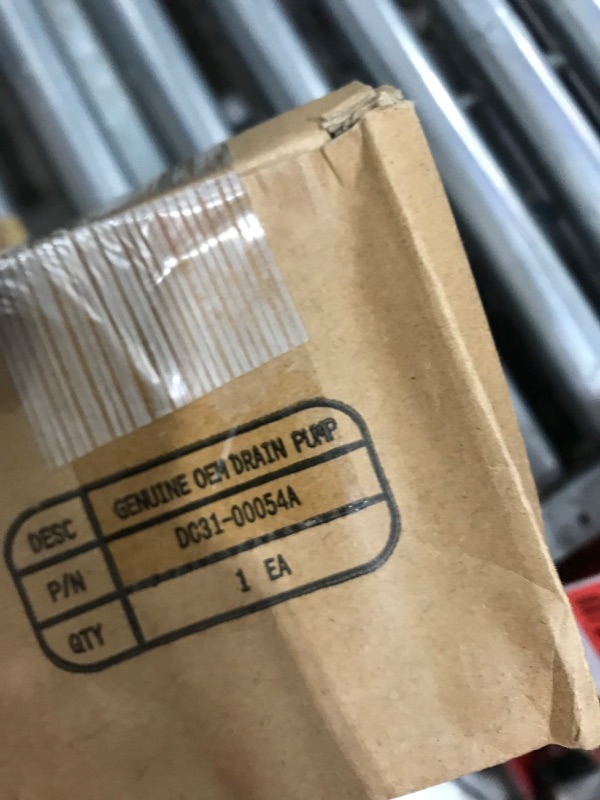 DESC GENUINE OEM DRAIN PUMP
P/N DC31-00054A
QTY 1 EA